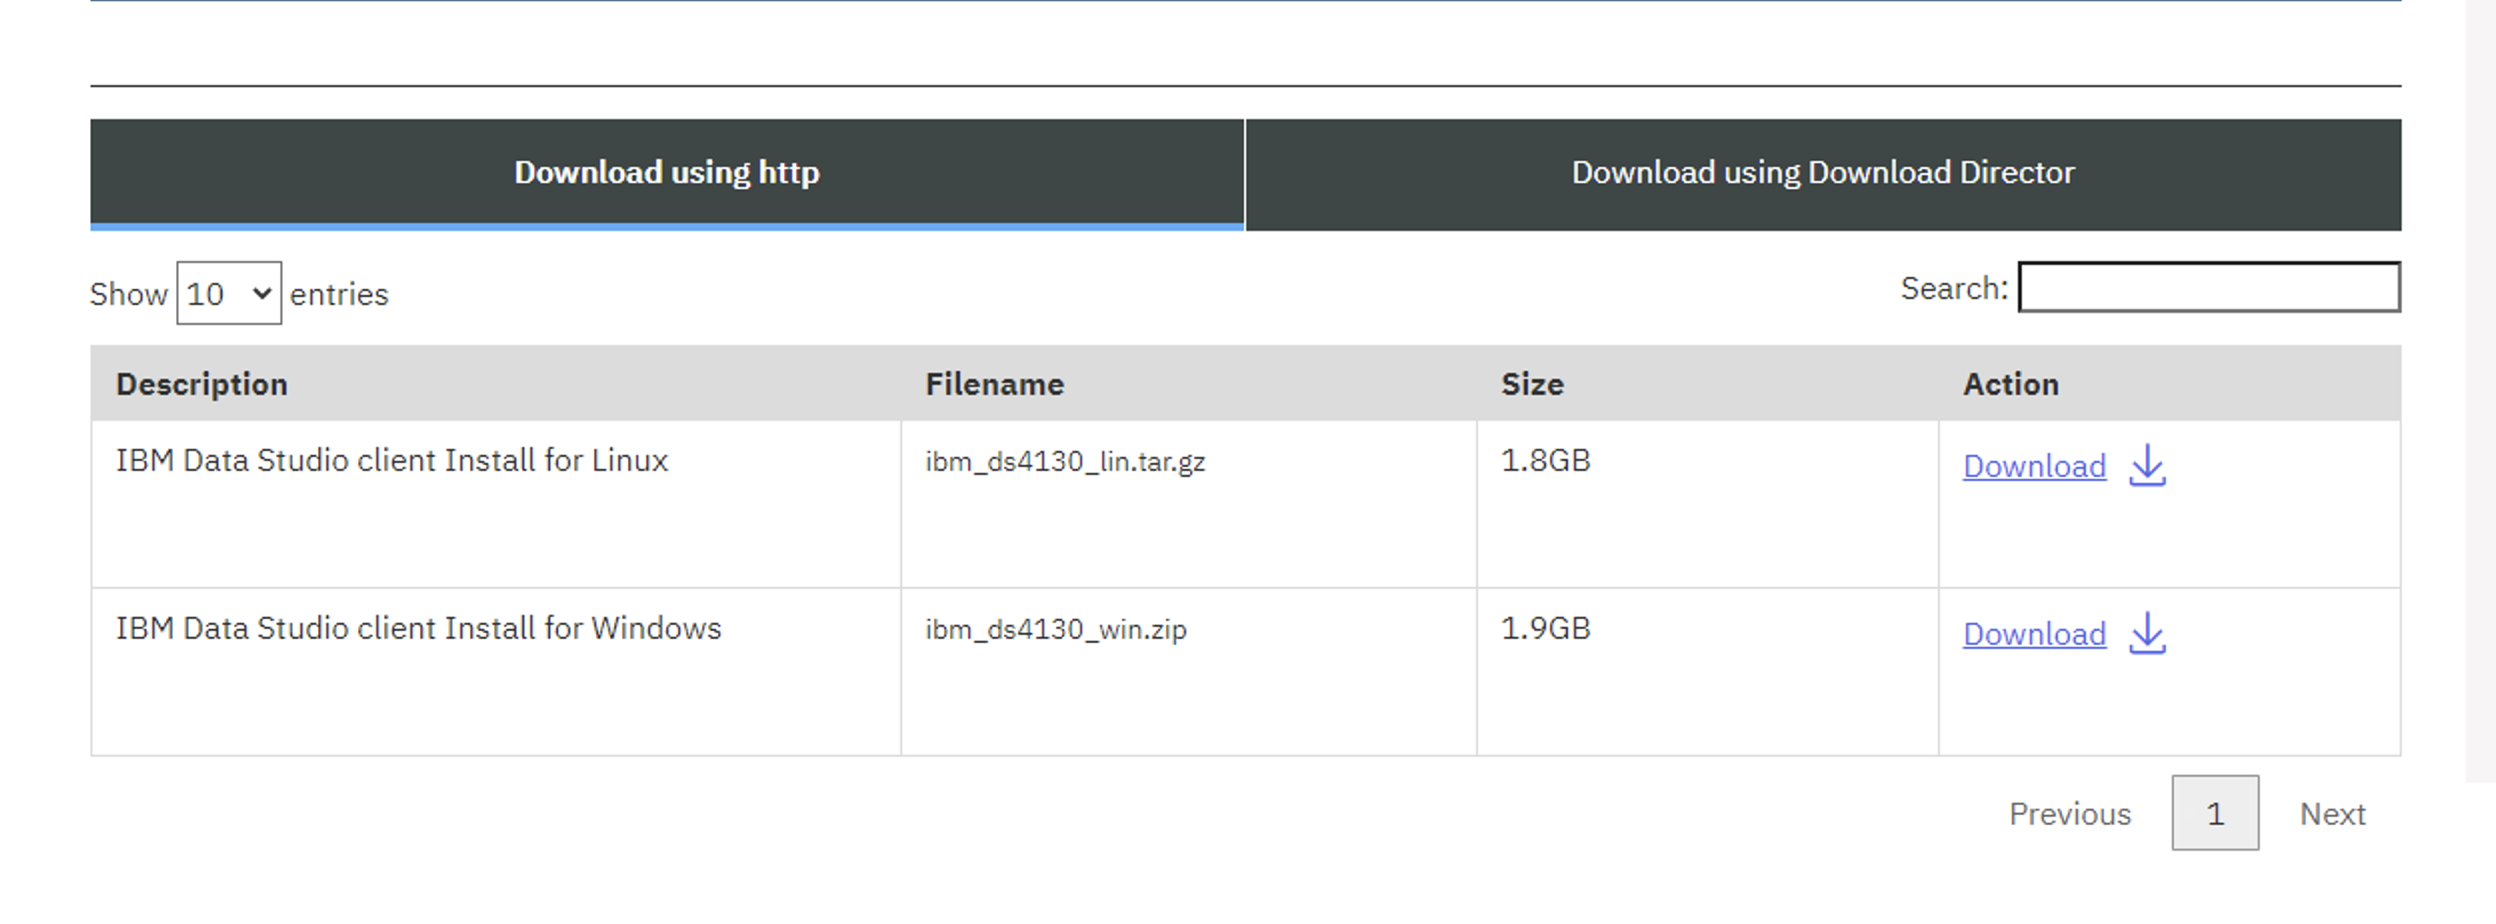 Download using http
Download using Download Director
Show 10 entries
Search:
Description Filename Size Action
IBM Data Studio client Install for Linux ibm_ds4130_lin.tar.gz 1.8GB Download
IBM Data Studio client Install for Windows ibm_ds4130_win.zip 1.9GB Download
Previous 1 Next